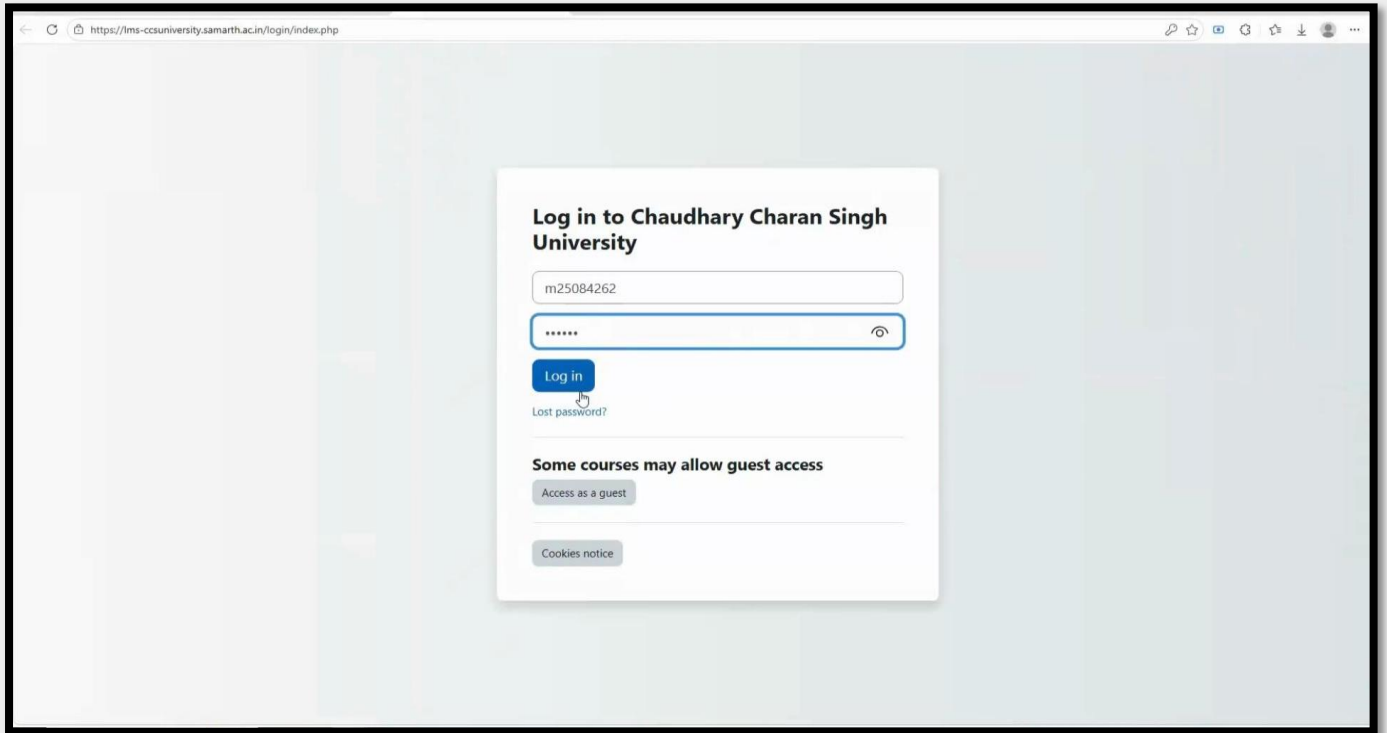 https://lms-ccsuniversity.samarth.ac.in/login/index.php
Log in to Chaudhary Charan Singh
University
m25084262
••••••
Log in
Lost password?
Some courses may allow guest access
Access as a guest
Cookies notice